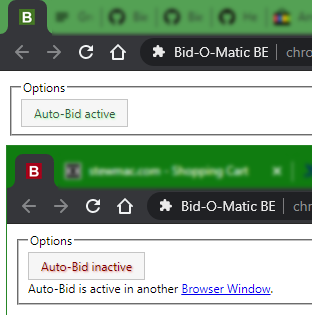 B
Bid-O-Matic BE
chro
Options
Auto-Bid active
B
stewmac.com - Shopping Cart
Bid-O-Matic BE
chr
Options
Auto-Bid inactive
Auto-Bid is active in another Browser Window.